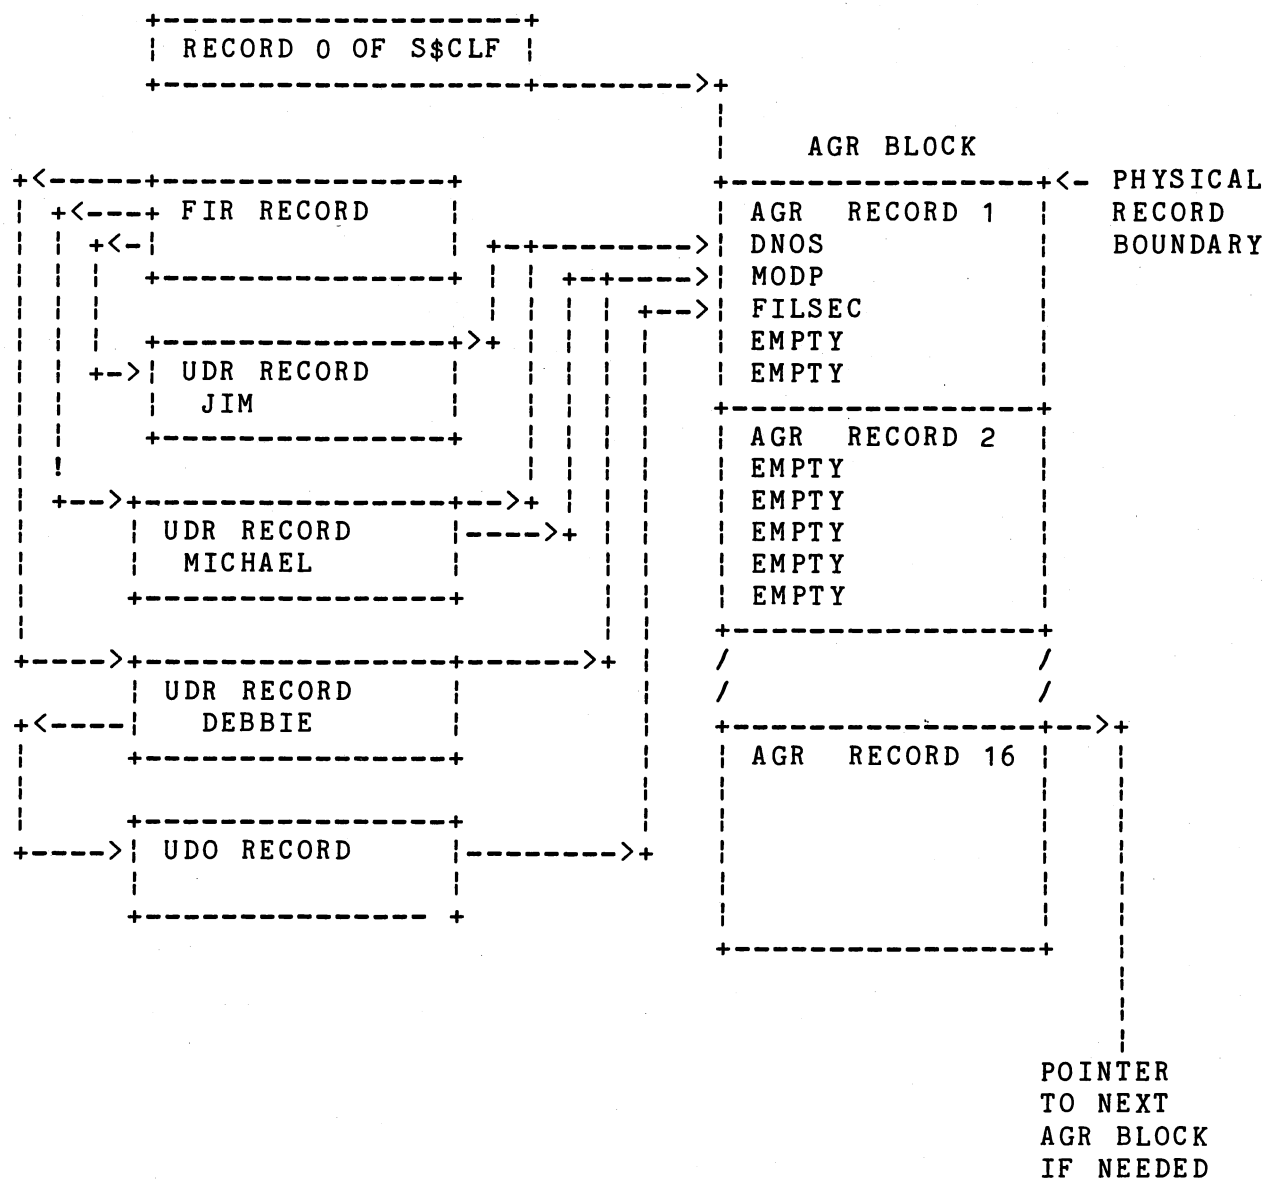 RECORD 0 OF S$CLF
AGR BLOCK
PHYSICAL
RECORD
BOUNDARY
FIR RECORD
UDR RECORD
JIM
UDR RECORD
MICHAEL
UDR RECORD
DEBBIE
UDO RECORD
AGR RECORD 1
DNOS
MODP
FILSEC
EMPTY
EMPTY
AGR RECORD 2
EMPTY
EMPTY
EMPTY
EMPTY
EMPTY
AGR RECORD 16
POINTER
TO NEXT
AGR BLOCK
IF NEEDED